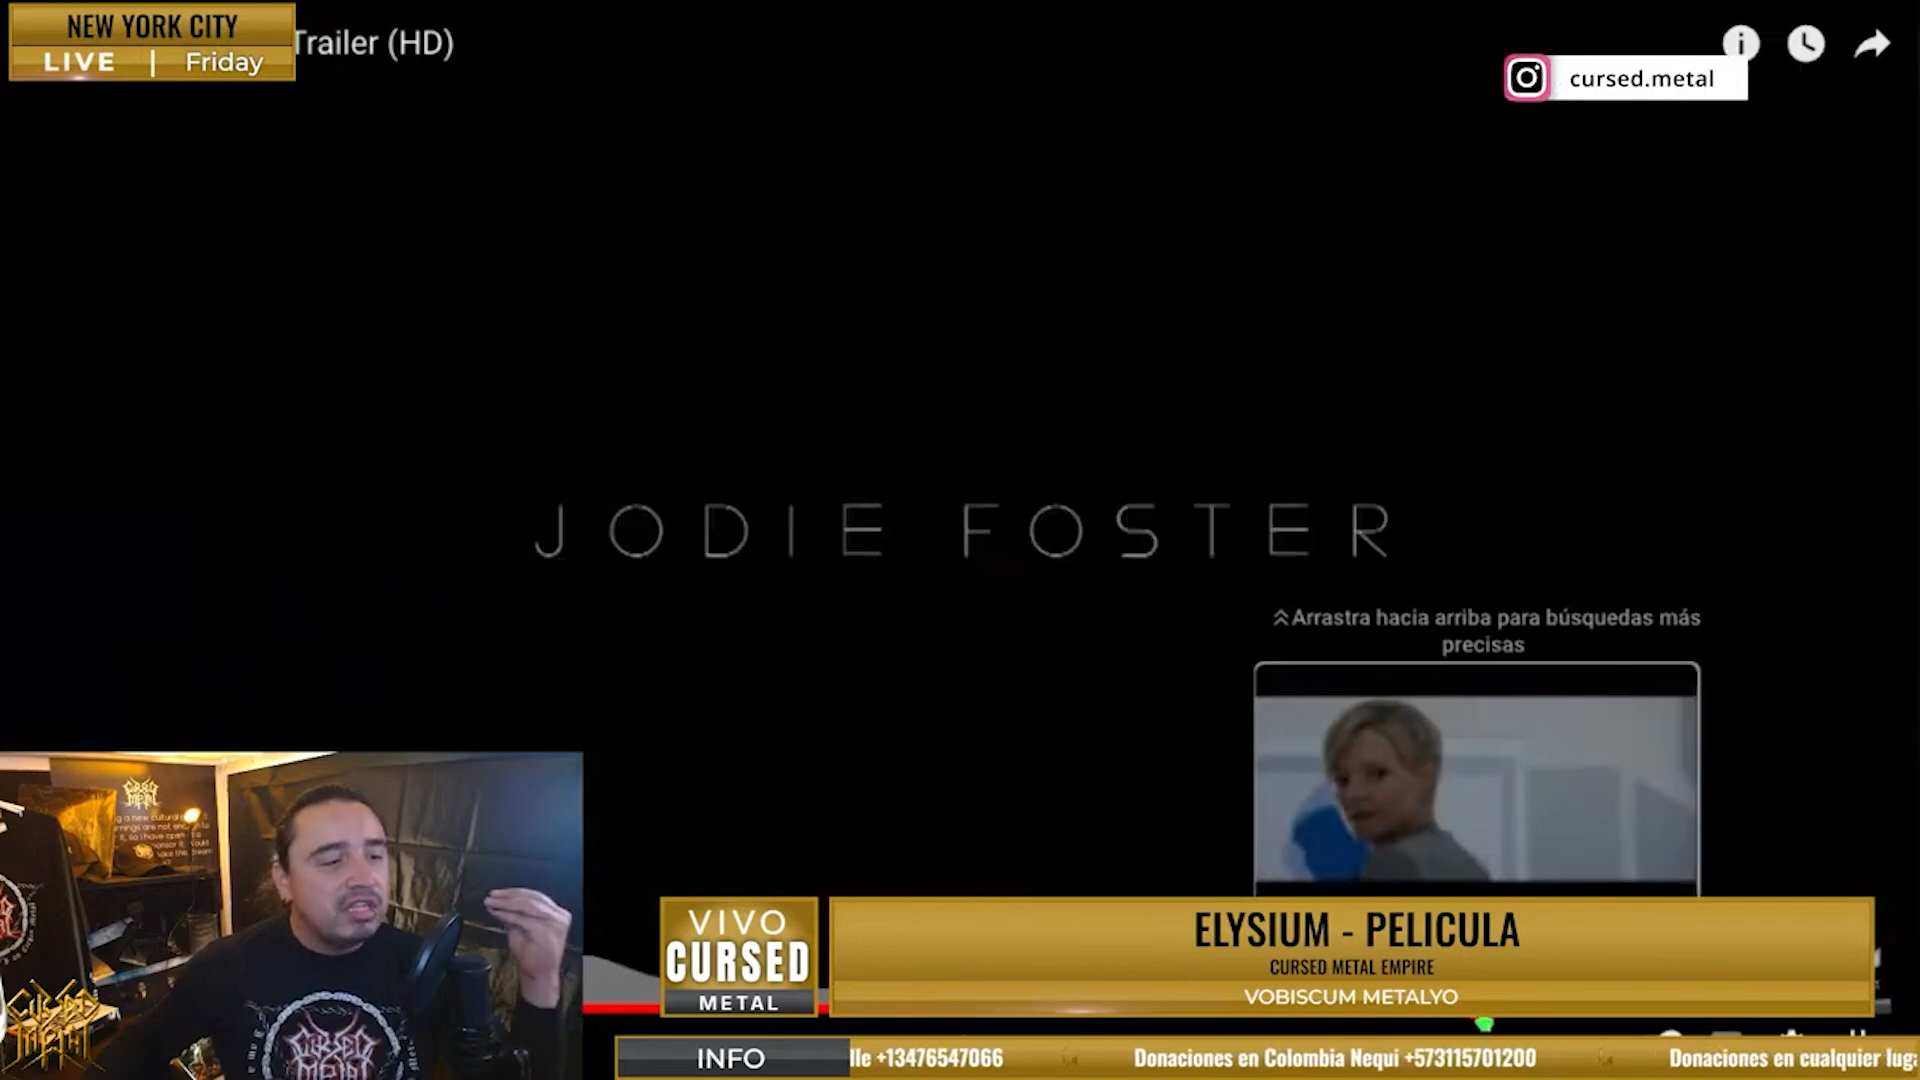 NEW YORK CITY
LIVE | Friday
Trailer (HD)
cursed.metal
JODIE FOSTER
Arrastra hacia arriba para búsquedas más
precisas
VIVO
CURSED
METAL
ELYSIUM - PELICULA
CURSED METAL EMPIRE
VOBISCUM METALYO
INFO
lle +13476547066
Donaciones en Colombia Nequi +573115701200
Donaciones en cualquier lug
CURSED
METAL